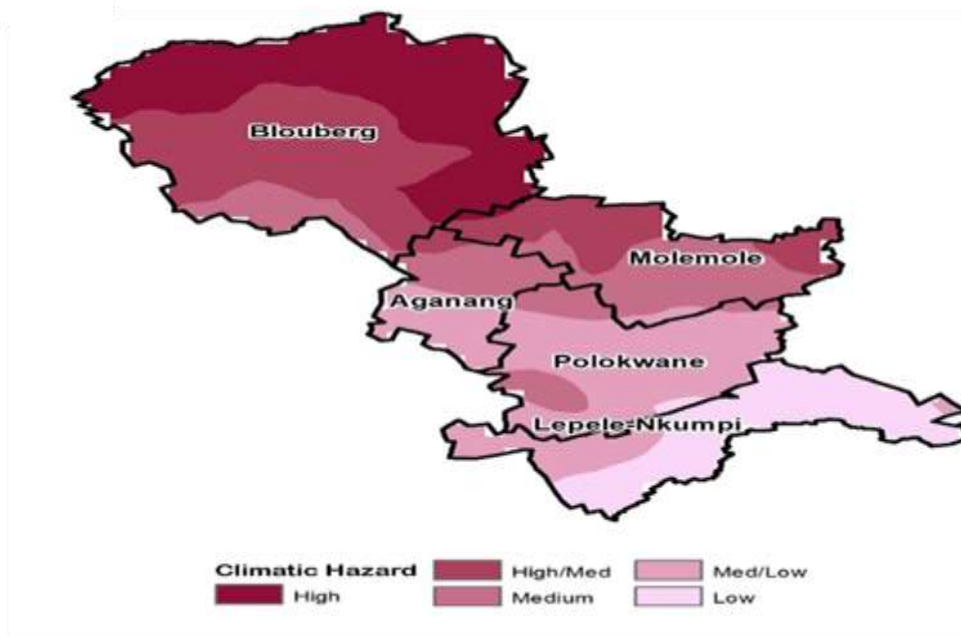 Blouberg
Molemole
Aganang
Polokwane
Lepele-Nkumpi
Climatic Hazard
High
High/Med
Medium
Med/Low
Low